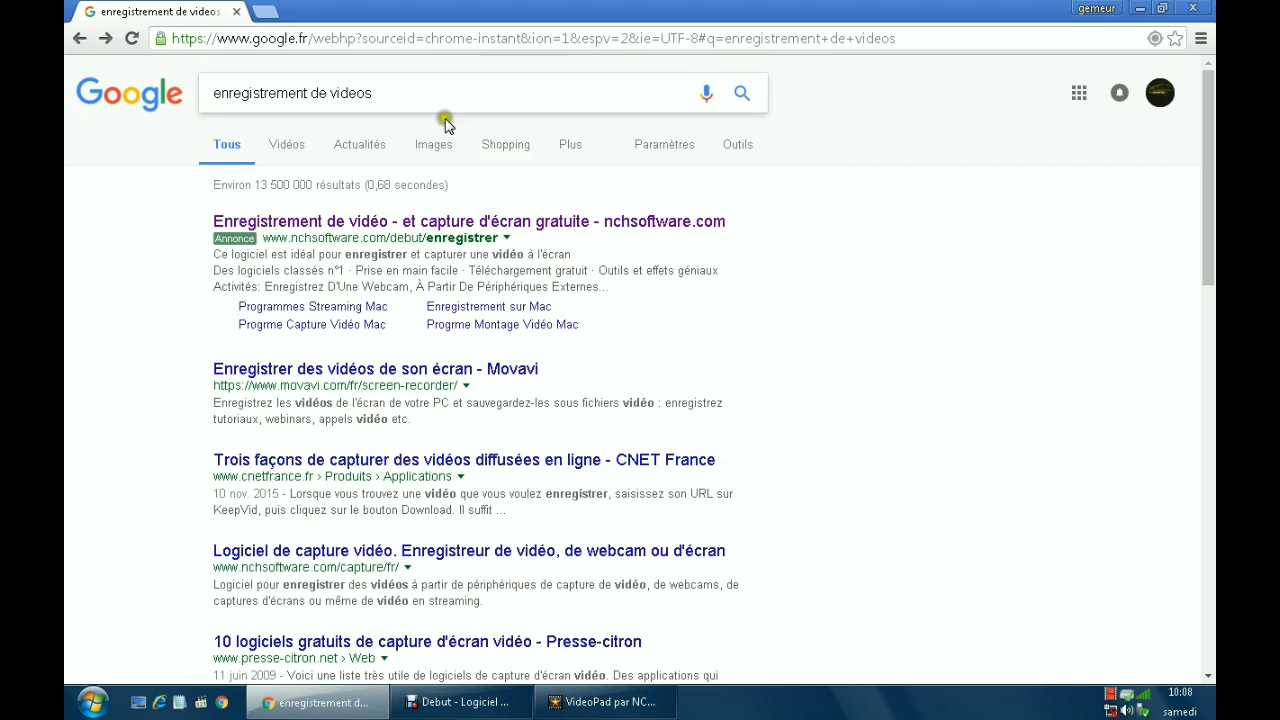 enregistrement de videos -
gemeur
https://www.google.fr/webhp?sourceid=chrome-instant&ion=1&espv=2&ie=UTF-8#q=enregistrement+de+videos
Google
enregistrement de videos
Tous Vidéos Actualités Images Shopping Plus Paramètres Outils
Environ 13 500 000 résultats (0,68 secondes)
Enregistrement de vidéo - et capture d'écran gratuite - nchsoftware.com
Annonce www.nchsoftware.com/debut/enregistrer
Ce logiciel est idéal pour enregistrer et capturer une vidéo à l'écran
Des logiciels classés n°1 · Prise en main facile · Téléchargement gratuit · Outils et effets géniaux
Activités: Enregistrez D'Une Webcam, À Partir De Périphériques Externes...
Programmes Streaming Mac Enregistrement sur Mac
Progrme Capture Vidéo Mac Progrme Montage Vidéo Mac
Enregistrer des vidéos de son écran - Movavi
https://www.movavi.com/fr/screen-recorder/
Enregistrez les vidéos de l'écran de votre PC et sauvegardez-les sous fichiers vidéo : enregistrez
tutoriaux, webinars, appels vidéo etc.
Trois façons de capturer des vidéos diffusées en ligne - CNET France
www.cnetfrance.fr › Produits › Applications
10 nov. 2015 - Lorsque vous trouvez une vidéo que vous voulez enregistrer, saisissez son URL sur
KeepVid, puis cliquez sur le bouton Download. Il suffit ...
Logiciel de capture vidéo. Enregistreur de vidéo, de webcam ou d'écran
www.nchsoftware.com/capture/fr/
Logiciel pour enregistrer des vidéos à partir de périphériques de capture de vidéo, de webcams, de
captures d'écrans ou même de vidéo en streaming.
10 logiciels gratuits de capture d'écran vidéo - Presse-citron
www.presse-citron.net › Web
11 juin 2009 - Voici une liste très utile de logiciels de capture d'écran vidéo. Des applications qui
enregistrement d... Debut - Logiciel ... VideoPad par NC...
10:08
samedi